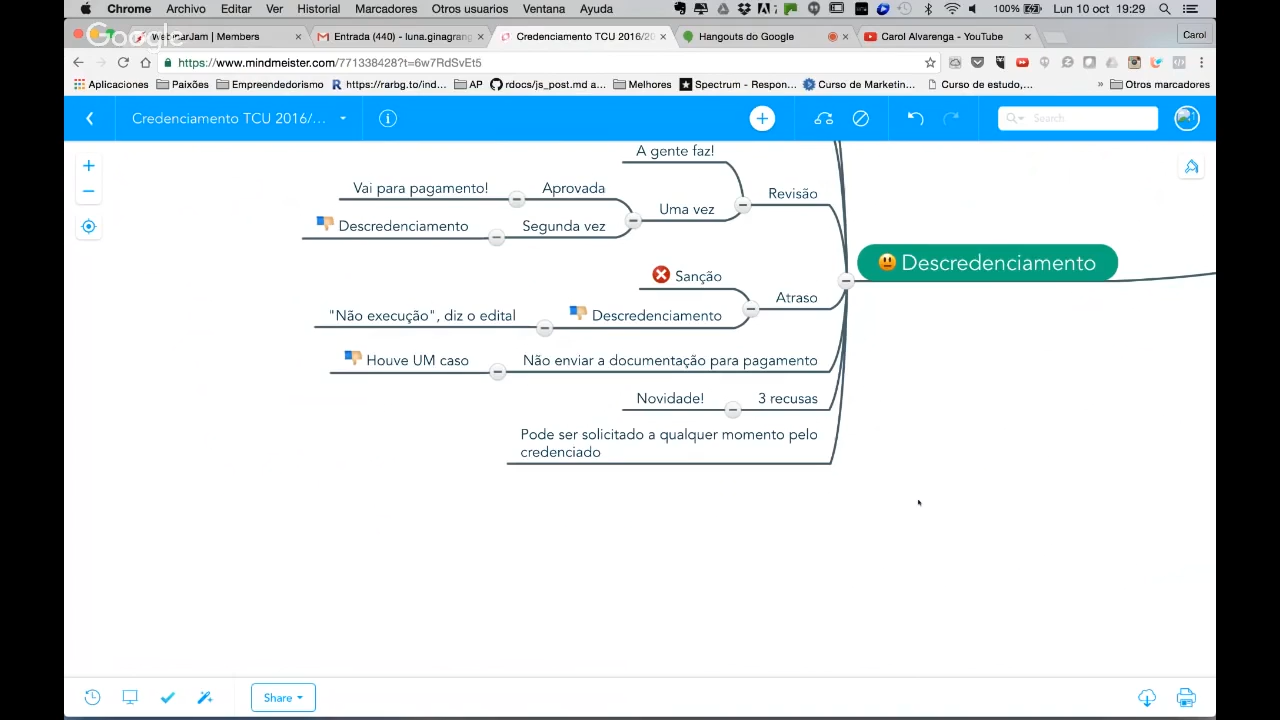 Chrome Archivo Editar Ver Historial Marcadores Otros usuarios Ventana Ayuda 100% Lun 10 oct 19:29
Google
Jam | Members
Entrada (440) - luna.ginagran
Credenciamento TCU 2016/20
Hangouts do Google
Carol Alvarenga - YouTube
Carol
https://www.mindmeister.com/771338428?t=6w7RdSvEt5
Aplicaciones Paixões Empreendedorismo https://rarbg.to/ind... AP rdocs/js_post.md a... Melhores Spectrum - Respon... Curso de Marketin... Curso de estudo,... » Otros marcadores
Credenciamento TCU 2016/...
Search
A gente faz!
Vai para pagamento!
Aprovada
Revisão
Uma vez
Descredenciamento
Segunda vez
Descredenciamento
Sanção
Atraso
"Não execução", diz o edital
Descredenciamento
Houve UM caso
Não enviar a documentação para pagamento
Novidade!
3 recusas
Pode ser solicitado a qualquer momento pelo
credenciado
Share